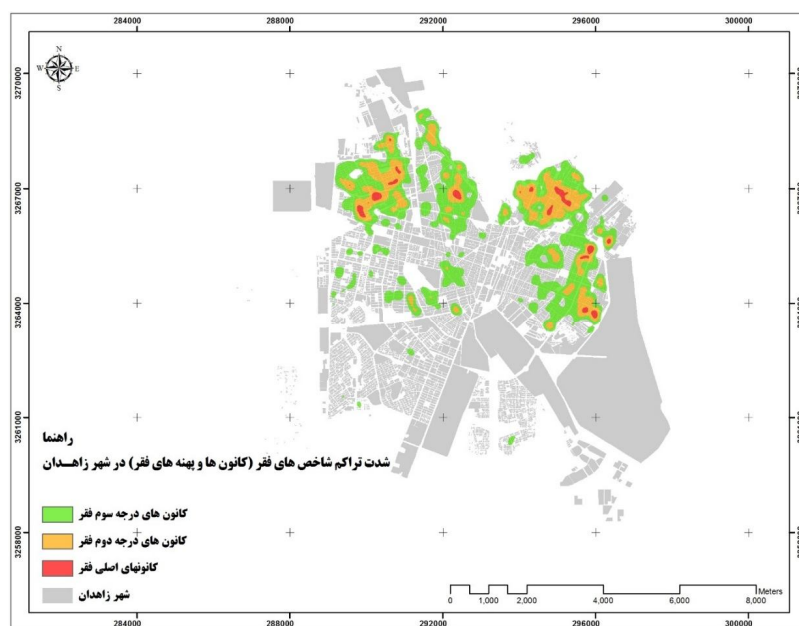 284000 288000 292000 296000 300000
N
W E
S
3270000
3267000 3267000
3264000
3261000
راهنما
شدت تراکم شاخص های فقر (کانون ها و پهنه های فقر) در شهر زاهــدان
کانون های درجه سوم فقر
کانون های درجه دوم فقر
کانونهای اصلی فقر
شهر زاهدان
3258000
0 1,000 2,000 4,000 6,000 8,000
Meters
284000 288000 292000 296000 300000